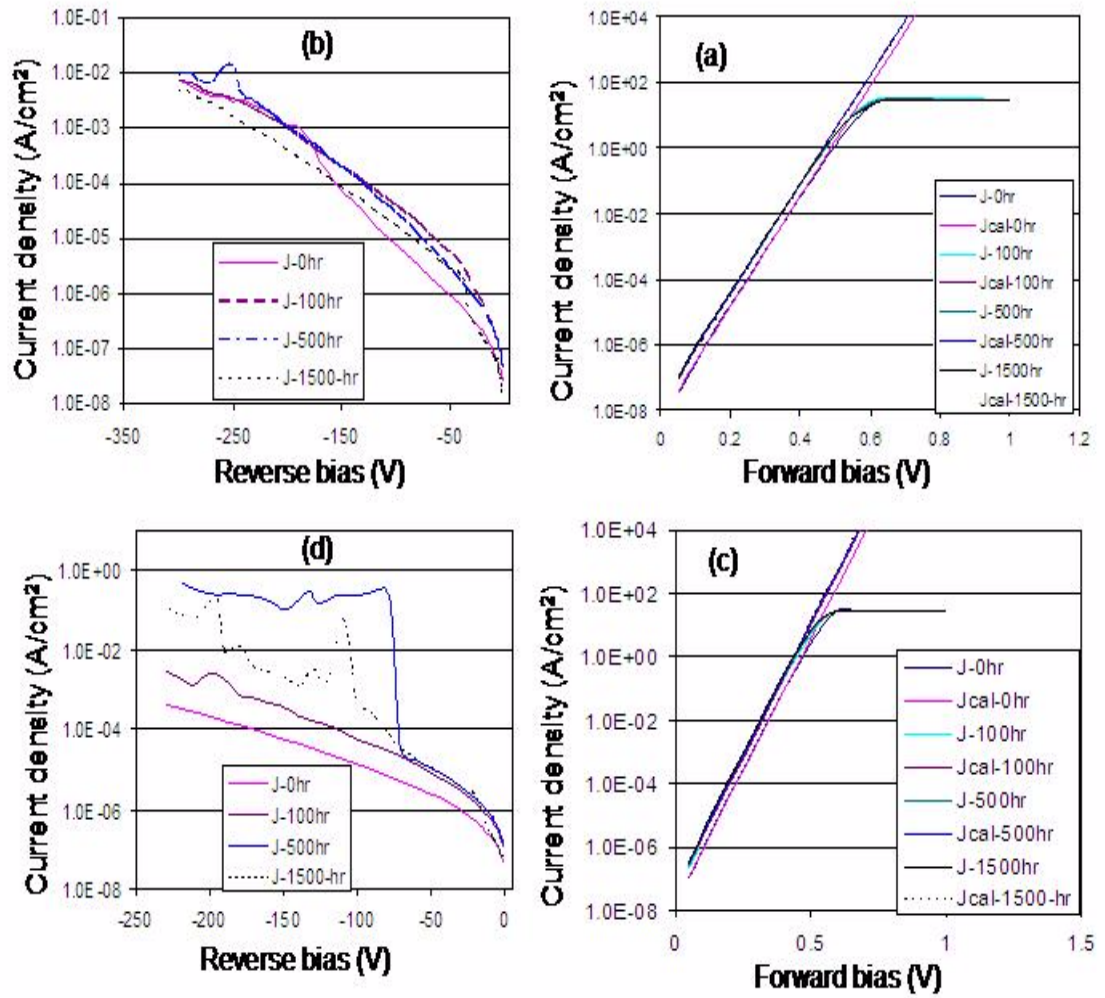 (b)
Current density (A/cm²)
1.0E-01
1.0E-02
1.0E-03
1.0E-04
1.0E-05
1.0E-06
1.0E-07
1.0E-08
J-0hr
J-100hr
J-500hr
J-1500-hr
-350 -250 -150 -50
Reverse bias (V)
(a)
Current density (A/cm²)
1.0E+04
1.0E+02
1.0E+00
1.0E-02
1.0E-04
1.0E-06
1.0E-08
J-0hr
Jcal-0hr
J-100hr
Jcal-100hr
J-500hr
Jcal-500hr
J-1500hr
Jcal-1500-hr
0 0.2 0.4 0.6 0.8 1 1.2
Forward bias (V)
(d)
Current density (A/cm²)
1.0E+00
1.0E-02
1.0E-04
1.0E-06
1.0E-08
J-0hr
J-100hr
J-500hr
J-1500-hr
-250 -200 -150 -100 -50 0
Reverse bias (V)
(c)
Current density (A/cm²)
1.0E+04
1.0E+02
1.0E+00
1.0E-02
1.0E-04
1.0E-06
1.0E-08
J-0hr
Jcal-0hr
J-100hr
Jcal-100hr
J-500hr
Jcal-500hr
J-1500hr
Jcal-1500-hr
0 0.5 1 1.5
Forward bias (V)